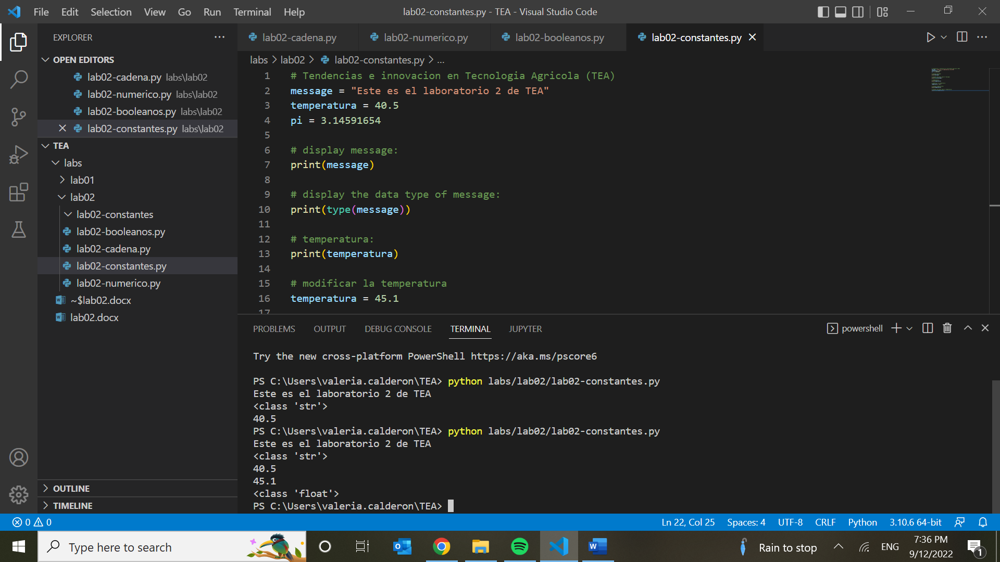 File Edit Selection View Go Run Terminal Help
lab02-constantes.py - TEA - Visual Studio Code
EXPLORER
OPEN EDITORS
lab02-cadena.py labs\lab02
lab02-numerico.py labs\lab02
lab02-booleanos.py labs\lab02
lab02-constantes.py labs\lab02
TEA
labs
lab01
lab02
lab02-constantes
lab02-booleanos.py
lab02-cadena.py
lab02-constantes.py
lab02-numerico.py
~$lab02.docx
lab02.docx
OUTLINE
TIMELINE
lab02-cadena.py lab02-numerico.py lab02-booleanos.py lab02-constantes.py
labs > lab02 > lab02-constantes.py > ...
1 # Tendencias e innovacion en Tecnologia Agricola (TEA)
2 message = "Este es el laboratorio 2 de TEA"
3 temperatura = 40.5
4 pi = 3.14591654
5
6 # display message:
7 print(message)
8
9 # display the data type of message:
10 print(type(message))
11
12 # temperatura:
13 print(temperatura)
14
15 # modificar la temperatura
16 temperatura = 45.1
17
PROBLEMS OUTPUT DEBUG CONSOLE TERMINAL JUPYTER
powershell
Try the new cross-platform PowerShell https://aka.ms/pscore6
PS C:\Users\valeria.calderon\TEA> python labs/lab02/lab02-constantes.py
Este es el laboratorio 2 de TEA
<class 'str'>
40.5
PS C:\Users\valeria.calderon\TEA> python labs/lab02/lab02-constantes.py
Este es el laboratorio 2 de TEA
<class 'str'>
40.5
45.1
<class 'float'>
PS C:\Users\valeria.calderon\TEA>
0 0
Ln 22, Col 25 Spaces: 4 UTF-8 CRLF Python 3.10.6 64-bit
Type here to search
Rain to stop
ENG
7:36 PM
9/12/2022
1